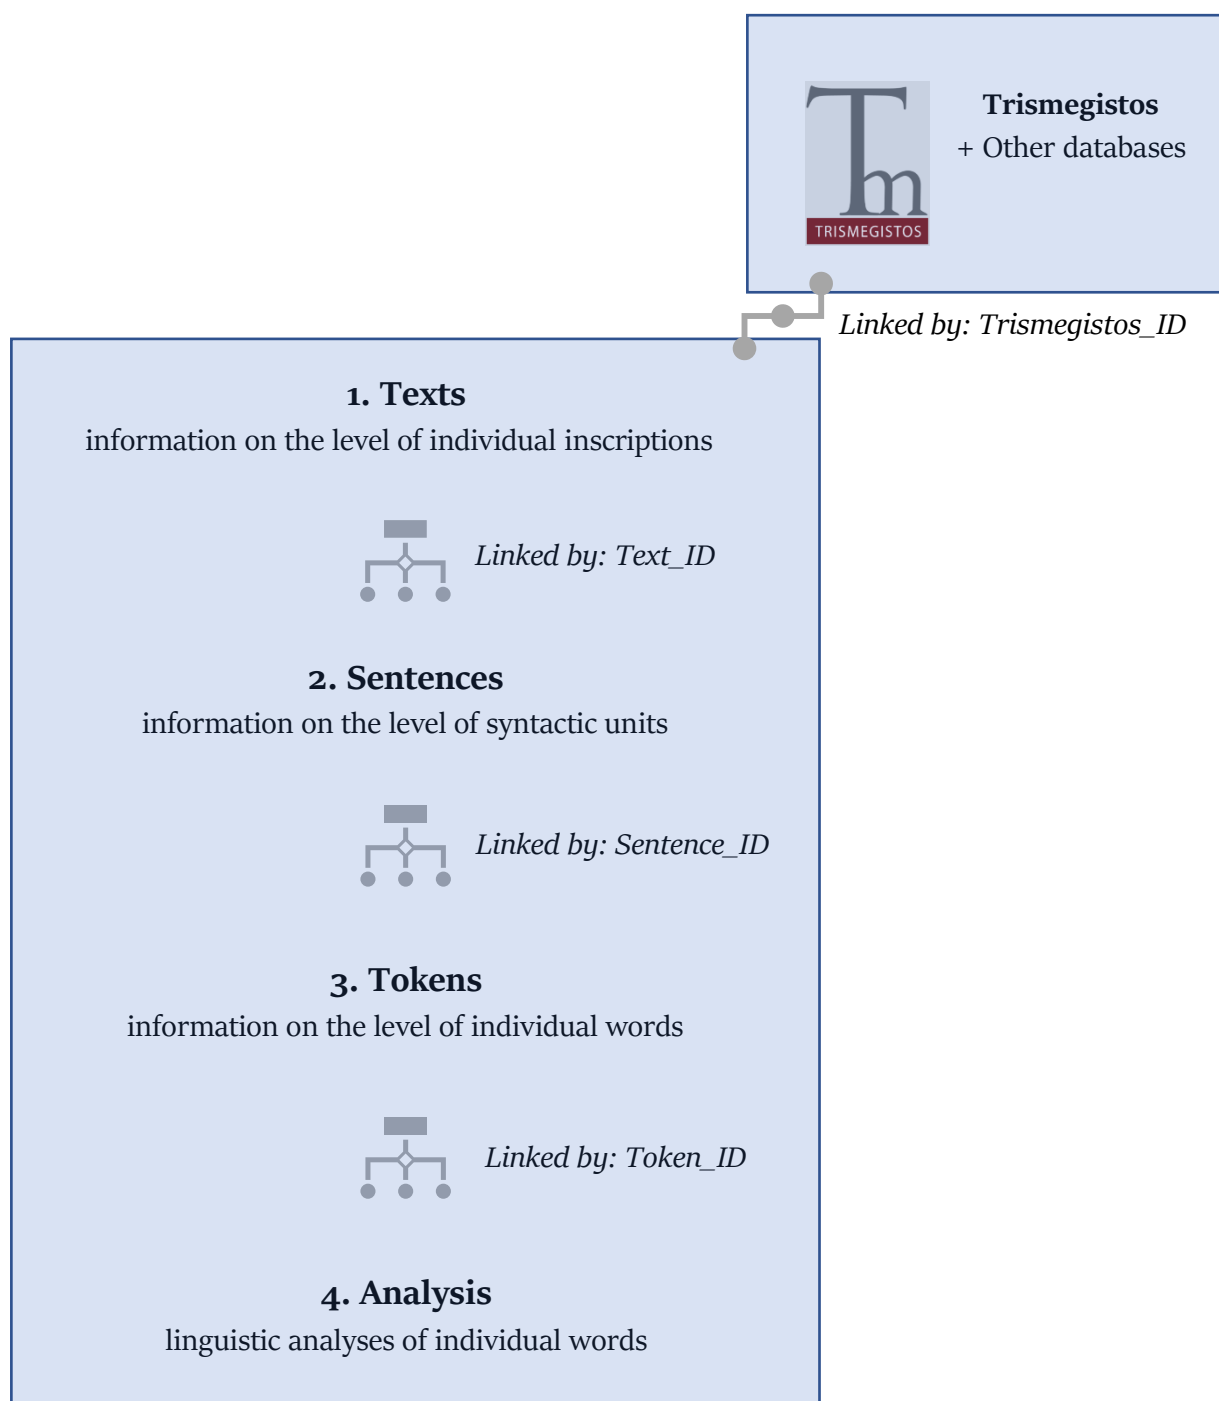 Trismegistos
+ Other databases
TRISMEGISTOS
Linked by: Trismegistos_ID
1. Texts
information on the level of individual inscriptions
Linked by: Text_ID
2. Sentences
information on the level of syntactic units
Linked by: Sentence_ID
3. Tokens
information on the level of individual words
Linked by: Token_ID
4. Analysis
linguistic analyses of individual words